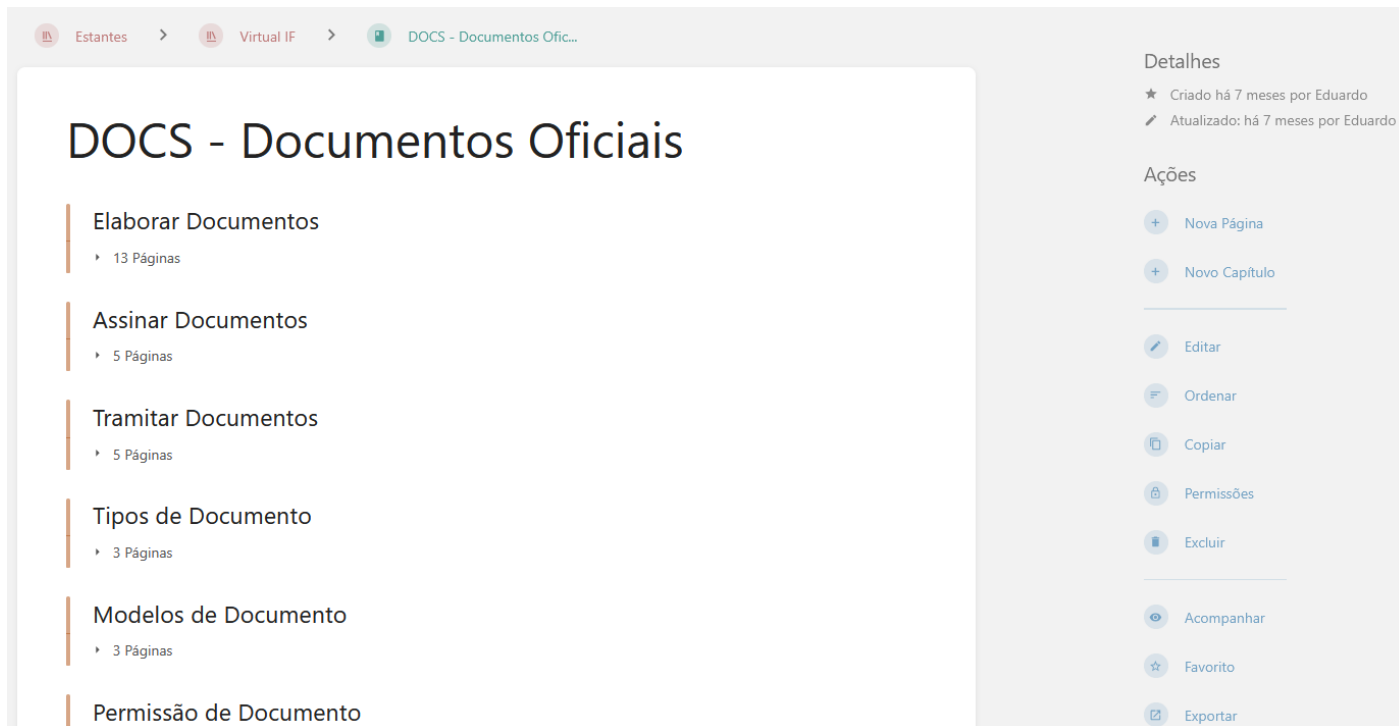 Estantes
Virtual IF
DOCS - Documentos Ofic...
DOCS - Documentos Oficiais
Elaborar Documentos
13 Páginas
Assinar Documentos
5 Páginas
Tramitar Documentos
5 Páginas
Tipos de Documento
3 Páginas
Modelos de Documento
3 Páginas
Permissão de Documento
Detalhes
Criado há 7 meses por Eduardo
Atualizado: há 7 meses por Eduardo
Ações
Nova Página
Novo Capítulo
Editar
Ordenar
Copiar
Permissões
Excluir
Acompanhar
Favorito
Exportar